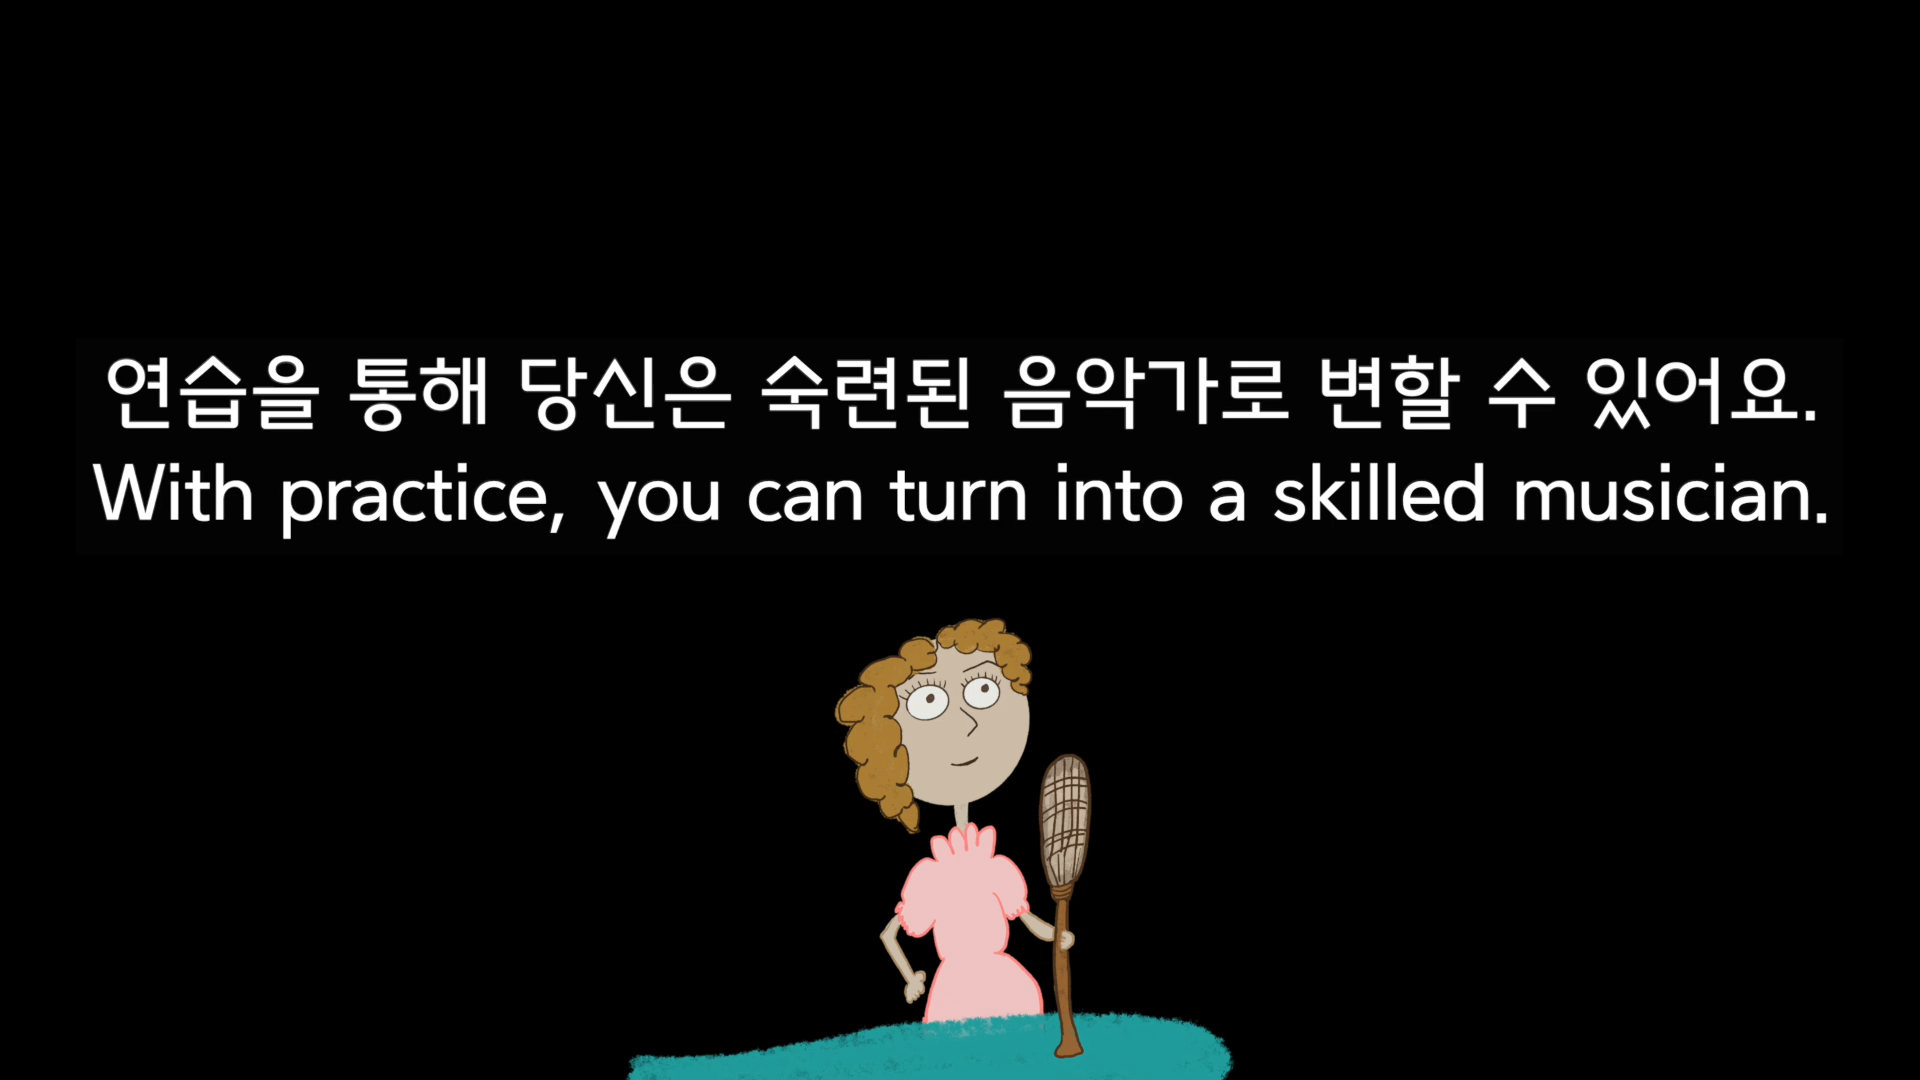 연습을 통해 당신은 숙련된 음악가로 변할 수 있어요.
With practice, you can turn into a skilled musician.